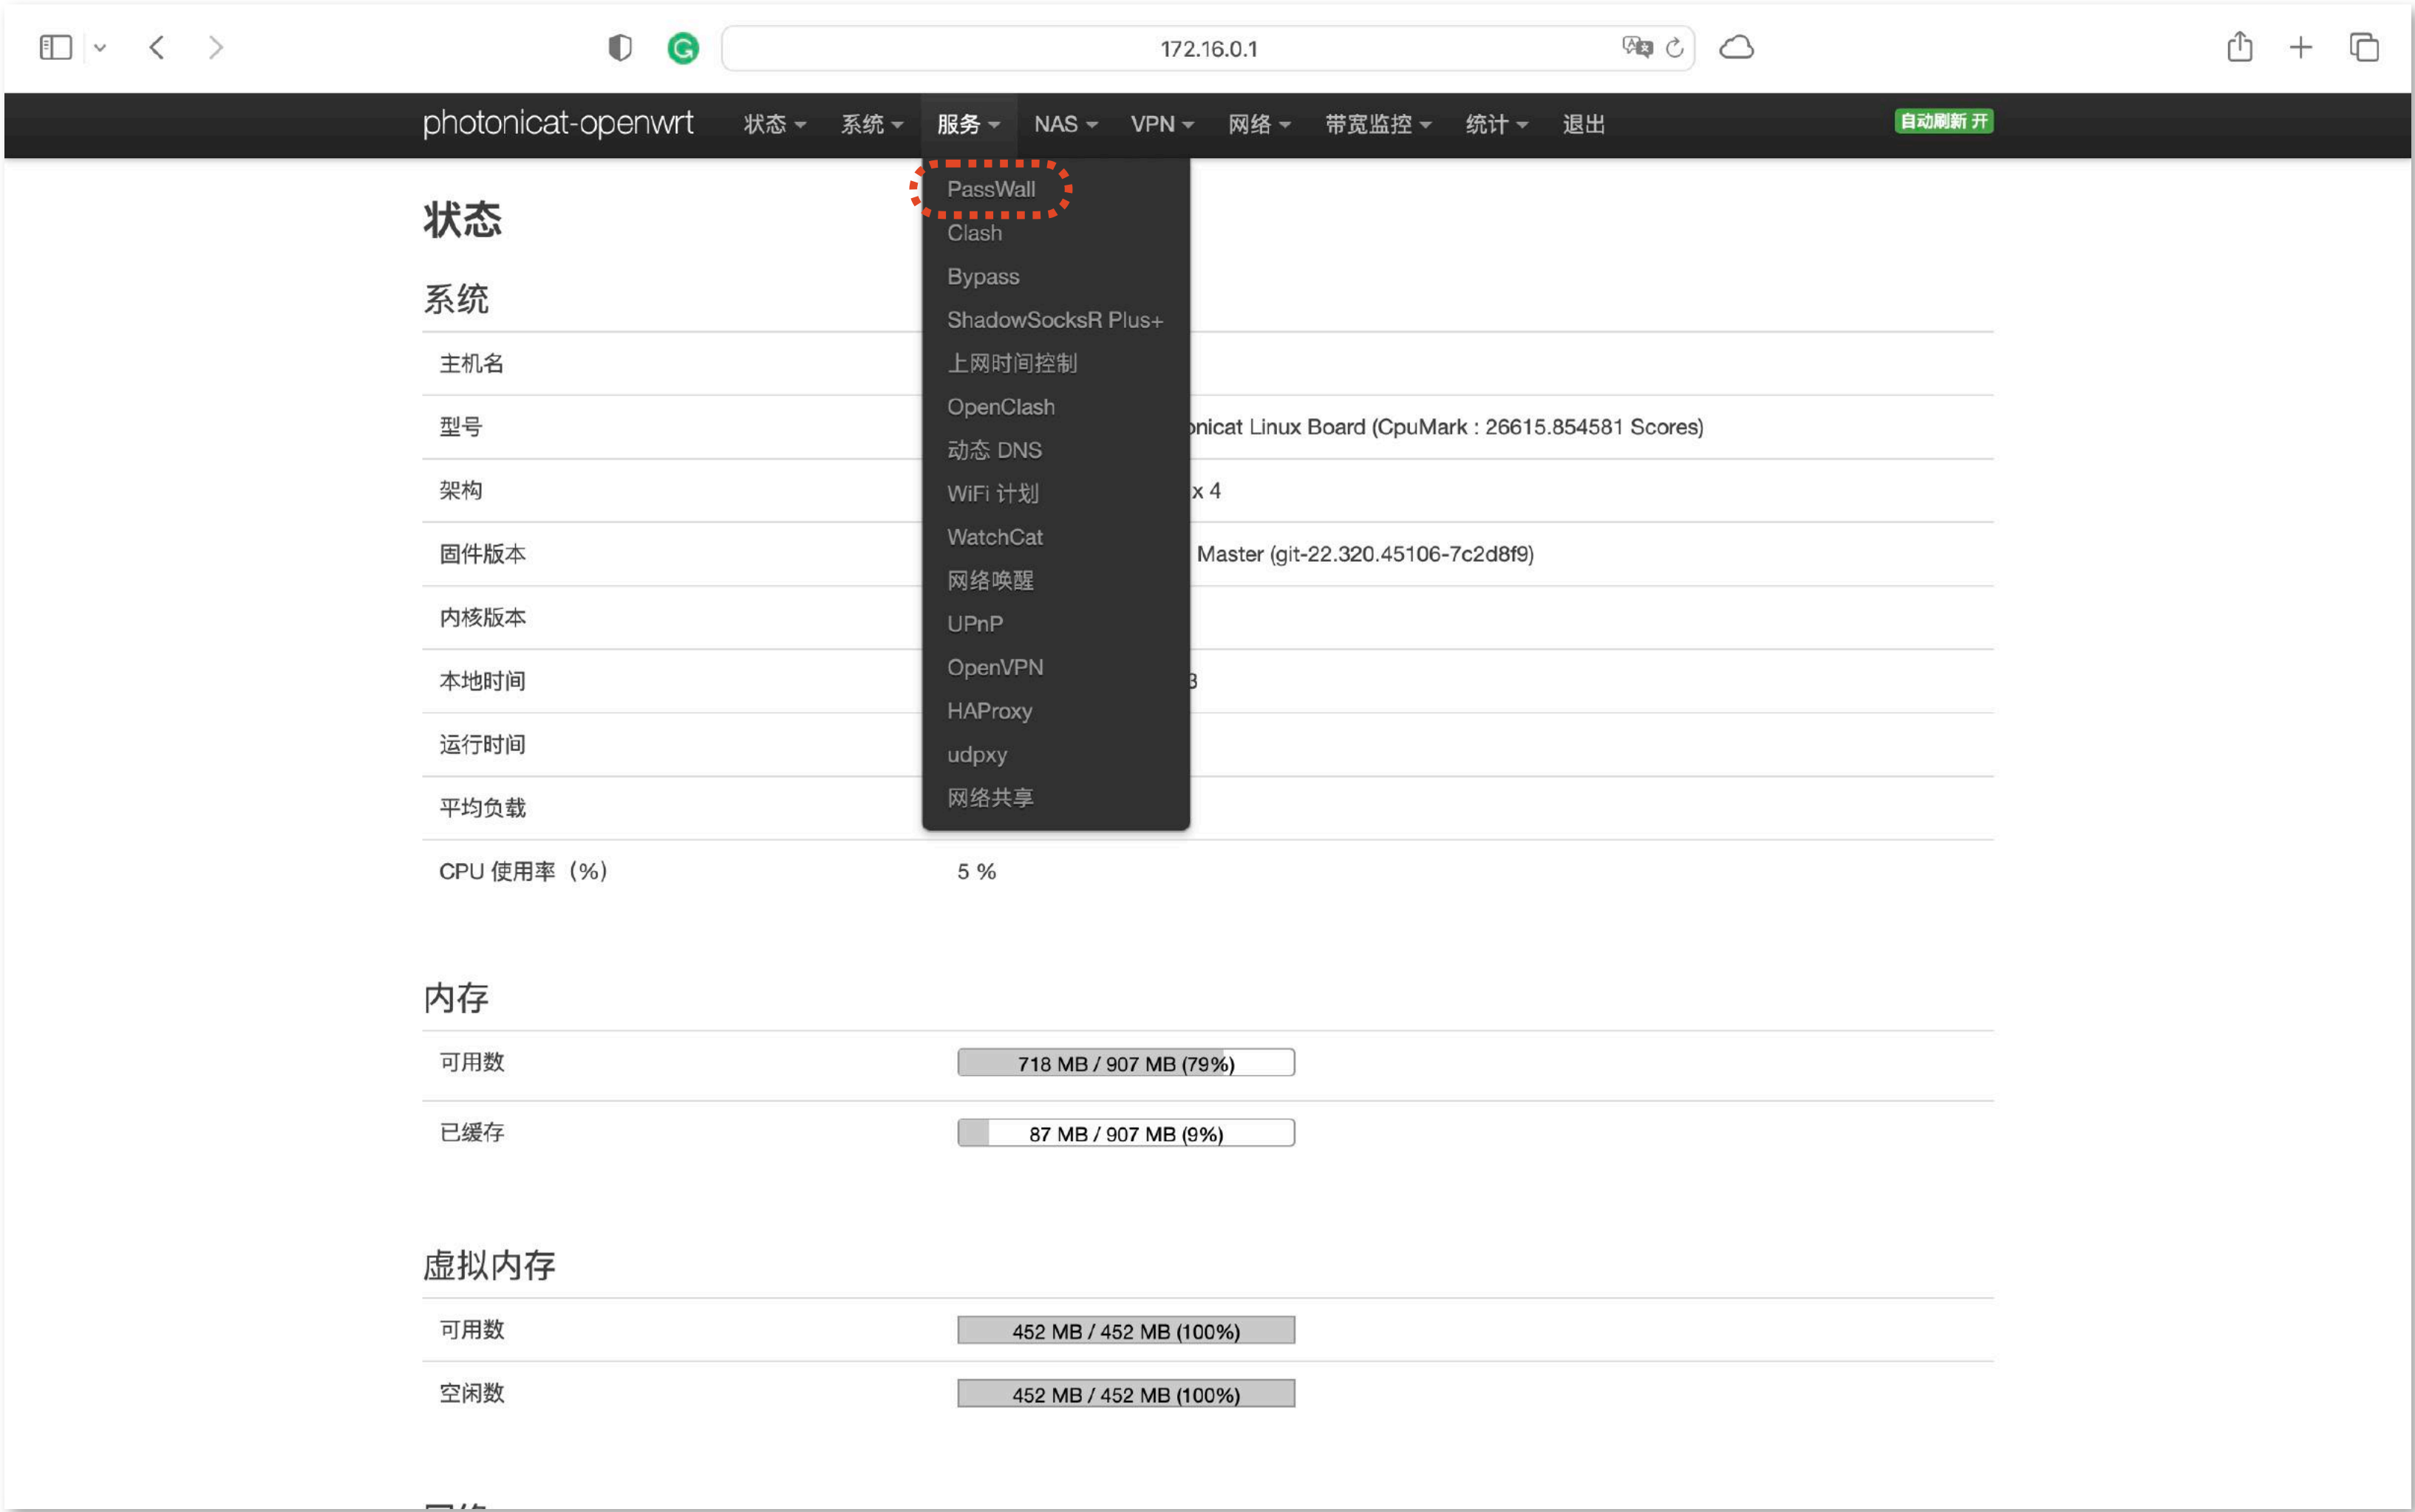 172.16.0.1
photonicat-openwrt 状态 系统 服务 NAS VPN 网络 带宽监控 统计 退出 自动刷新 开
PassWall
Clash
Bypass
ShadowSocksR Plus+
上网时间控制
OpenClash
动态 DNS
WiFi 计划
WatchCat
网络唤醒
UPnP
OpenVPN
HAProxy
udpxy
网络共享
状态
系统
主机名
型号 nicat Linux Board (CpuMark : 26615.854581 Scores)
架构 x 4
固件版本 Master (git-22.320.45106-7c2d8f9)
内核版本
本地时间
运行时间
平均负载
CPU 使用率（%） 5 %
内存
可用数 718 MB / 907 MB (79%)
已缓存 87 MB / 907 MB (9%)
虚拟内存
可用数 452 MB / 452 MB (100%)
空闲数 452 MB / 452 MB (100%)